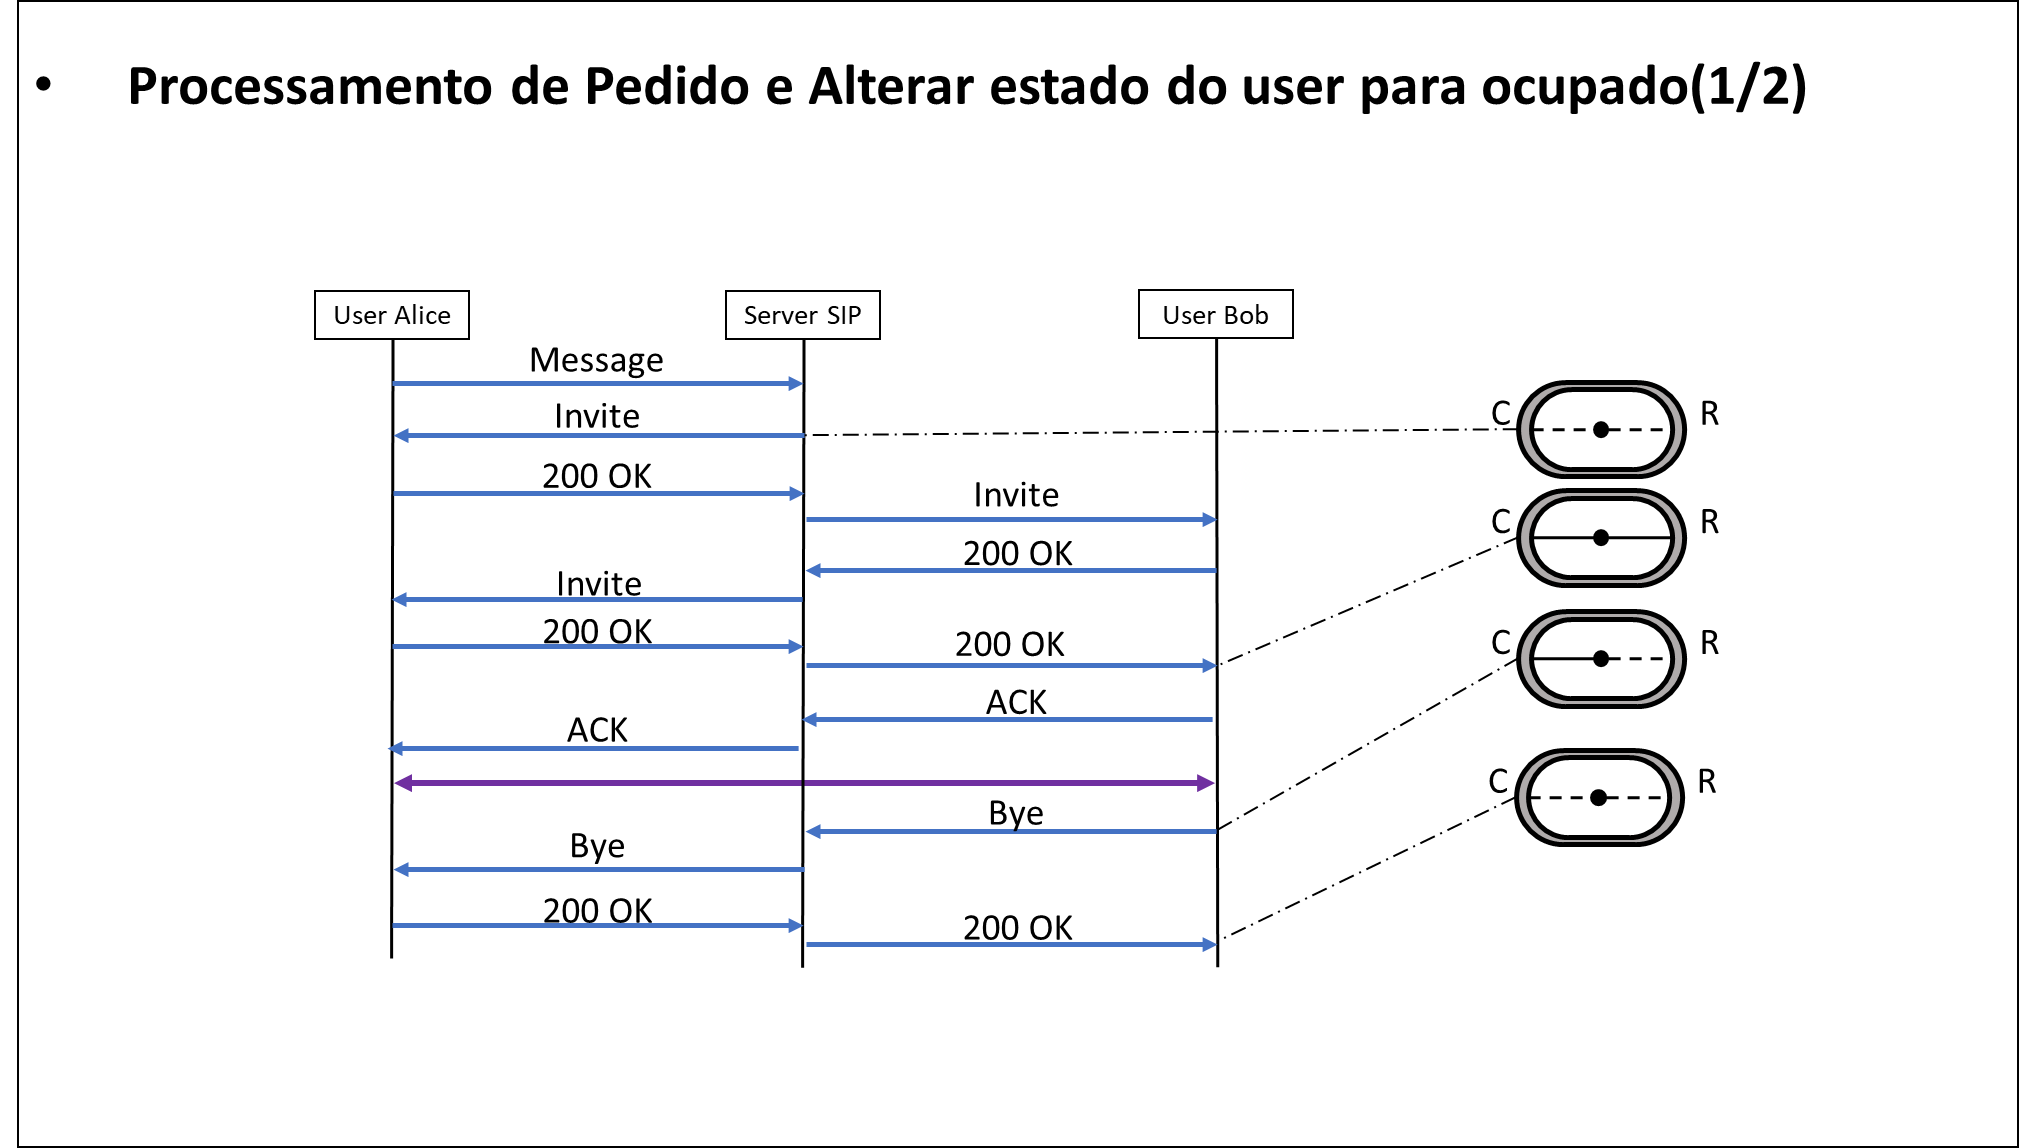 • Processamento de Pedido e Alterar estado do user para ocupado(1/2)
User Alice
Server SIP
User Bob
Message
Invite
200 OK
Invite
200 OK
Invite
200 OK
200 OK
ACK
ACK
Bye
Bye
200 OK
200 OK
C R
C R
C R
C R